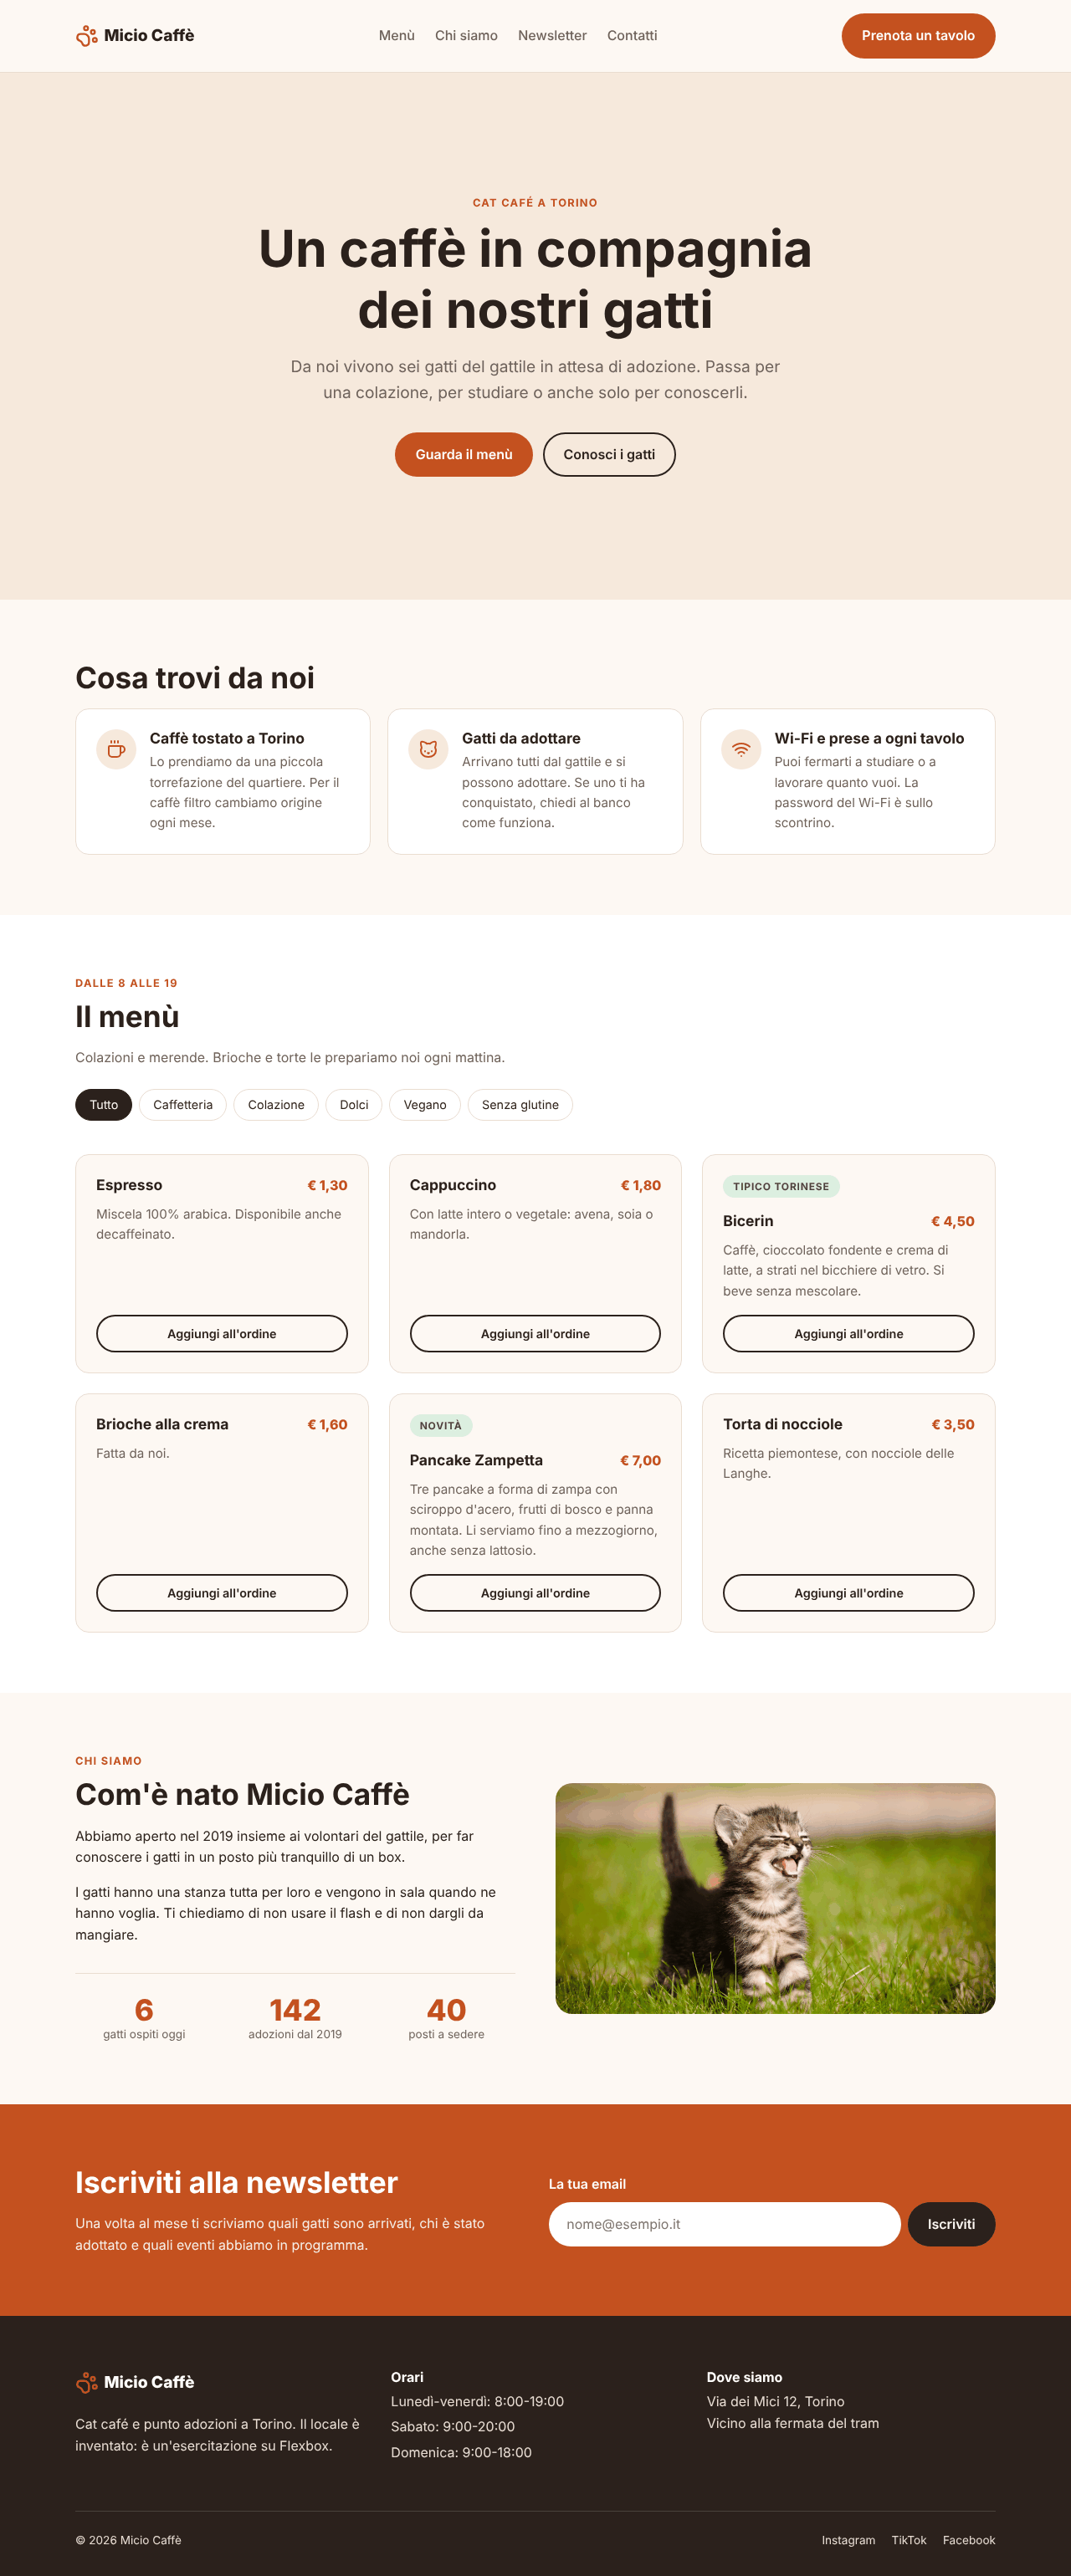 Micio Caffè
Menù
Chi siamo
Newsletter
Contatti
Prenota un tavolo
CAT CAFÉ A TORINO
Un caffè in compagnia
dei nostri gatti
Da noi vivono sei gatti del gattile in attesa di adozione. Passa per
una colazione, per studiare o anche solo per conoscerli.
Guarda il menù
Conosci i gatti
Cosa trovi da noi
Caffè tostato a Torino
Lo prendiamo da una piccola
torrefazione del quartiere. Per il
caffè filtro cambiamo origine
ogni mese.
Gatti da adottare
Arrivano tutti dal gattile e si
possono adottare. Se uno ti ha
conquistato, chiedi al banco
come funziona.
Wi-Fi e prese a ogni tavolo
Puoi fermarti a studiare o a
lavorare quanto vuoi. La
password del Wi-Fi è sullo
scontrino.
DALLE 8 ALLE 19
Il menù
Colazioni e merende. Brioche e torte le prepariamo noi ogni mattina.
Tutto
Caffetteria
Colazione
Dolci
Vegano
Senza glutine
Espresso
€ 1,30
Miscela 100% arabica. Disponibile anche
decaffeinato.
Aggiungi all'ordine
Cappuccino
€ 1,80
Con latte intero o vegetale: avena, soia o
mandorla.
Aggiungi all'ordine
TIPICO TORINESE
Bicerin
€ 4,50
Caffè, cioccolato fondente e crema di
latte, a strati nel bicchiere di vetro. Si
beve senza mescolare.
Aggiungi all'ordine
Brioche alla crema
€ 1,60
Fatta da noi.
Aggiungi all'ordine
NOVITÀ
Pancake Zampetta
€ 7,00
Tre pancake a forma di zampa con
sciroppo d'acero, frutti di bosco e panna
montata. Li serviamo fino a mezzogiorno,
anche senza lattosio.
Aggiungi all'ordine
Torta di nocciole
€ 3,50
Ricetta piemontese, con nocciole delle
Langhe.
Aggiungi all'ordine
CHI SIAMO
Com'è nato Micio Caffè
Abbiamo aperto nel 2019 insieme ai volontari del gattile, per far
conoscere i gatti in un posto più tranquillo di un box.
I gatti hanno una stanza tutta per loro e vengono in sala quando ne
hanno voglia. Ti chiediamo di non usare il flash e di non dargli da
mangiare.
6
gatti ospiti oggi
142
adozioni dal 2019
40
posti a sedere
Iscriviti alla newsletter
Una volta al mese ti scriviamo quali gatti sono arrivati, chi è stato
adottato e quali eventi abbiamo in programma.
La tua email
nome@esempio.it
Iscriviti
Micio Caffè
Cat café e punto adozioni a Torino. Il locale è
inventato: è un'esercitazione su Flexbox.
Orari
Lunedì-venerdì: 8:00-19:00
Sabato: 9:00-20:00
Domenica: 9:00-18:00
Dove siamo
Via dei Mici 12, Torino
Vicino alla fermata del tram
© 2026 Micio Caffè
Instagram
TikTok
Facebook